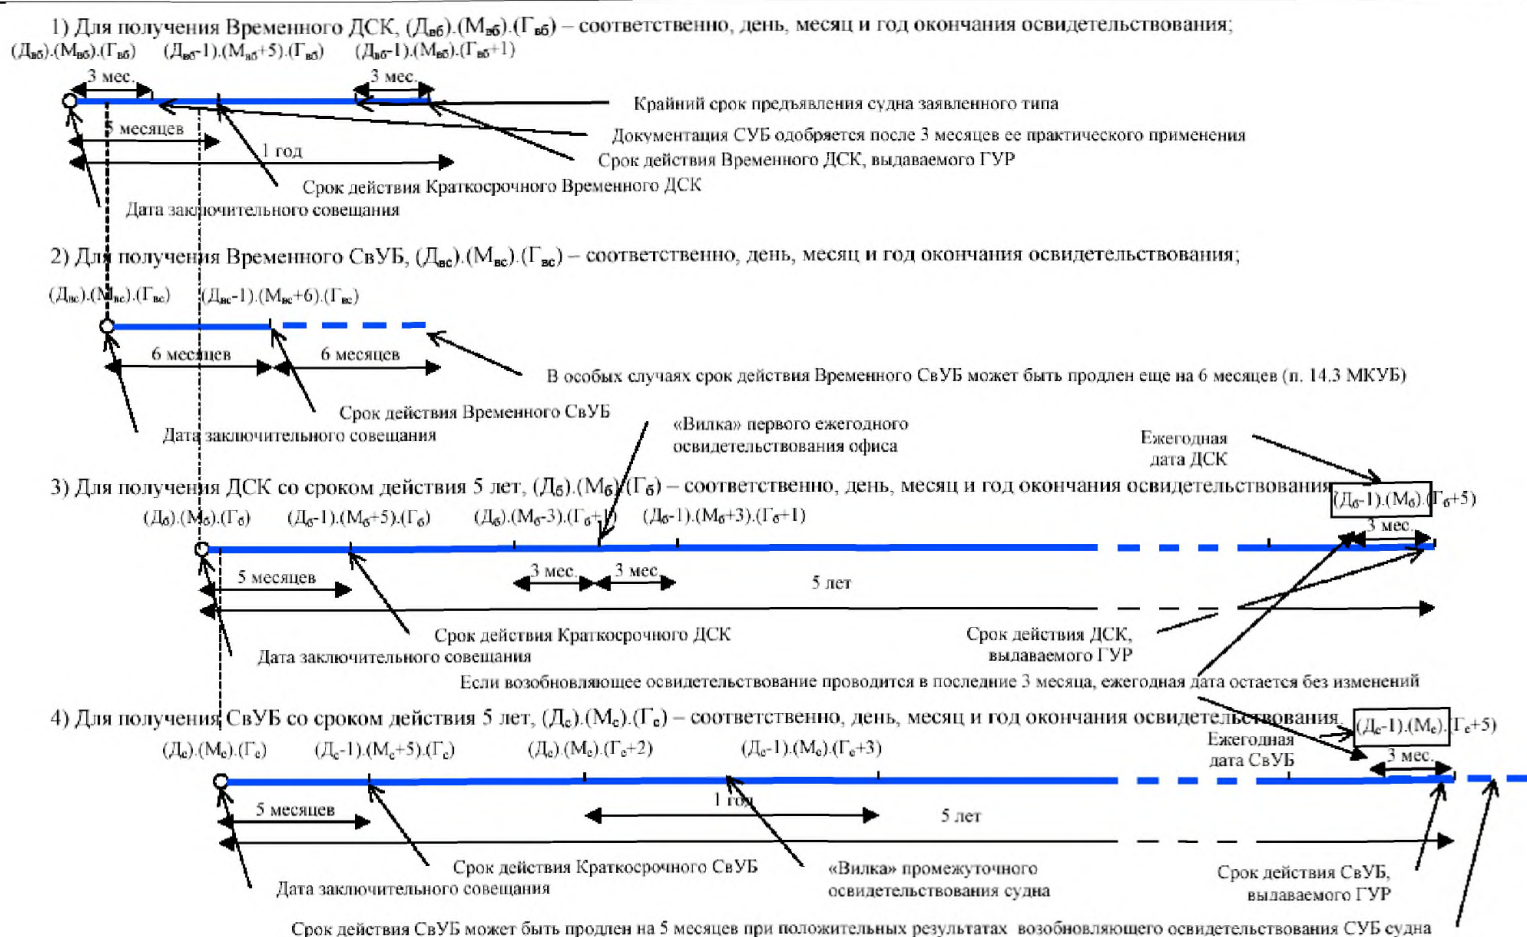 1) Для получения Временного ДСК, (Двб).(Мвб).(Гвб) – соответственно, день, месяц и год окончания освидетельствования;
(Двб).(Мвб).(Гвб) (Двб-1).(Мвб+5).(Гвб) (Двб-1).(Мвб).(Гвб+1)
3 мес. 3 мес.
Крайний срок предъявления судна заявленного типа
5 месяцев
Документация СУБ одобряется после 3 месяцев ее практического применения
1 год
Срок действия Временного ДСК, выдаваемого ГУР
Срок действия Краткосрочного Временного ДСК
Дата заключительного совещания
2) Для получения Временного СвУБ, (Двс).(Мвс).(Гвс) – соответственно, день, месяц и год окончания освидетельствования;
(Двс).(Мвс).(Гвс) (Двс-1).(Мвс+6).(Гвс)
6 месяцев 6 месяцев
В особых случаях срок действия Временного СвУБ может быть продлен еще на 6 месяцев (п. 14.3 МКУБ)
Срок действия Временного СвУБ
Дата заключительного совещания
«Вилка» первого ежегодного
освидетельствования офиса
Ежегодная
дата ДСК
3) Для получения ДСК со сроком действия 5 лет, (Дб).(Мб).(Гб) – соответственно, день, месяц и год окончания освидетельствования
(Дб-1).(Мб).(Гб+5)
(Дб).(Мб).(Гб) (Дб-1).(Мб+5).(Гб) (Дб).(Мб-3).(Гб+1) (Дб-1).(Мб+3).(Гб+1)
3 мес.
5 месяцев 3 мес. 3 мес. 5 лет
Срок действия Краткосрочного ДСК
Дата заключительного совещания
Срок действия ДСК,
выдаваемого ГУР
Если возобновляющее освидетельствование проводится в последние 3 месяца, ежегодная дата остается без изменений
4) Для получения СвУБ со сроком действия 5 лет, (Дс).(Мс).(Гс) – соответственно, день, месяц и год окончания освидетельствования.
(Дс-1).(Мс).(Гс+5)
(Дс).(Мс).(Гс) (Дс-1).(Мс+5).(Гс) (Дс).(Мс).(Гс+2) (Дс-1).(Мс).(Гс+3)
Ежегодная
дата СвУБ
3 мес.
5 месяцев 1 год 5 лет
Срок действия Краткосрочного СвУБ
Дата заключительного совещания
«Вилка» промежуточного
освидетельствования судна
Срок действия СвУБ,
выдаваемого ГУР
Срок действия СвУБ может быть продлен на 5 месяцев при положительных результатах возобновляющего освидетельствования СУБ судна